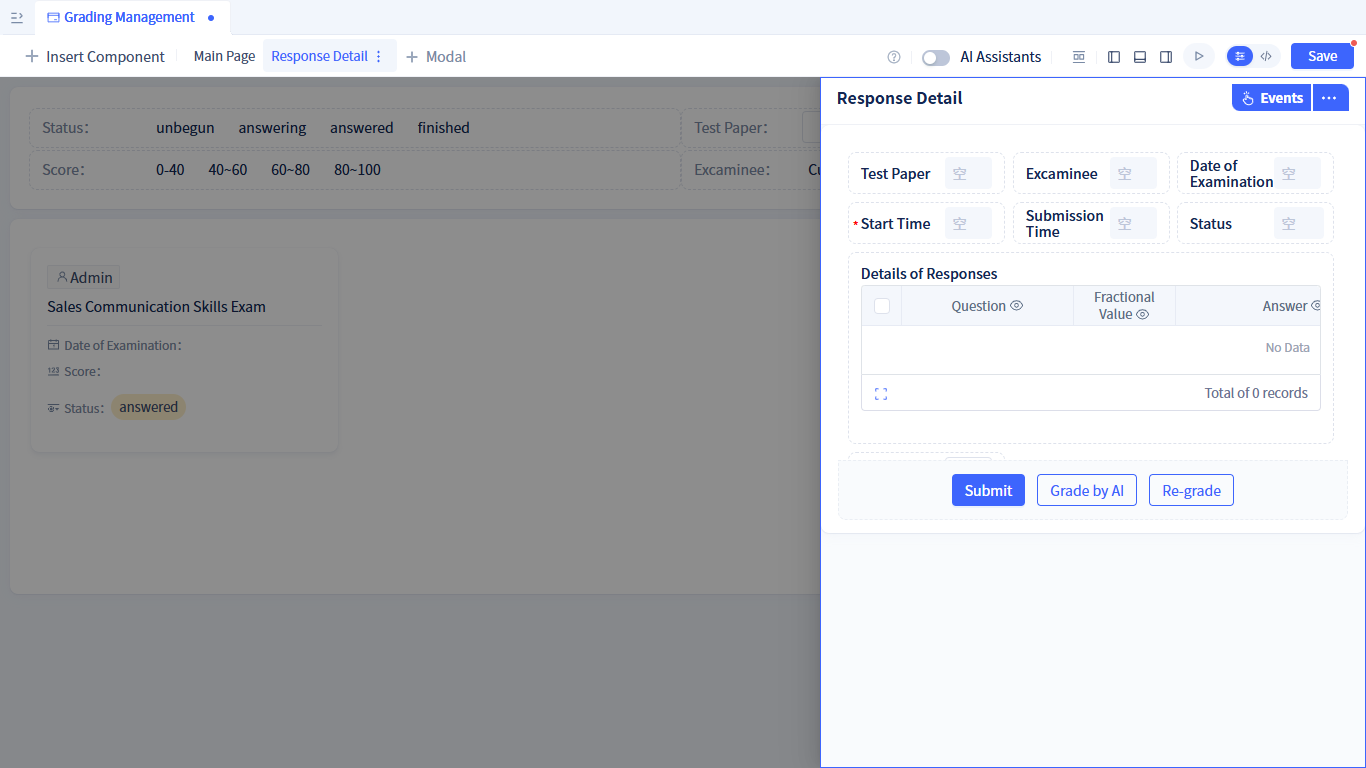 Grading Management
Insert Component
Main Page
Response Detail
Modal
AI Assistants
Save
Status：
unbegun
answering
answered
finished
Test Paper：
Score：
0-40
40~60
60~80
80~100
Excaminee：
Admin
Sales Communication Skills Exam
Date of Examination：
Score：
Status：
answered
Response Detail
Events
Test Paper
空
Excaminee
空
Date of
Examination
空
* Start Time
空
Submission
Time
空
Status
空
Details of Responses
Question
Fractional
Value
Answer
No Data
Total of 0 records
Submit
Grade by AI
Re-grade